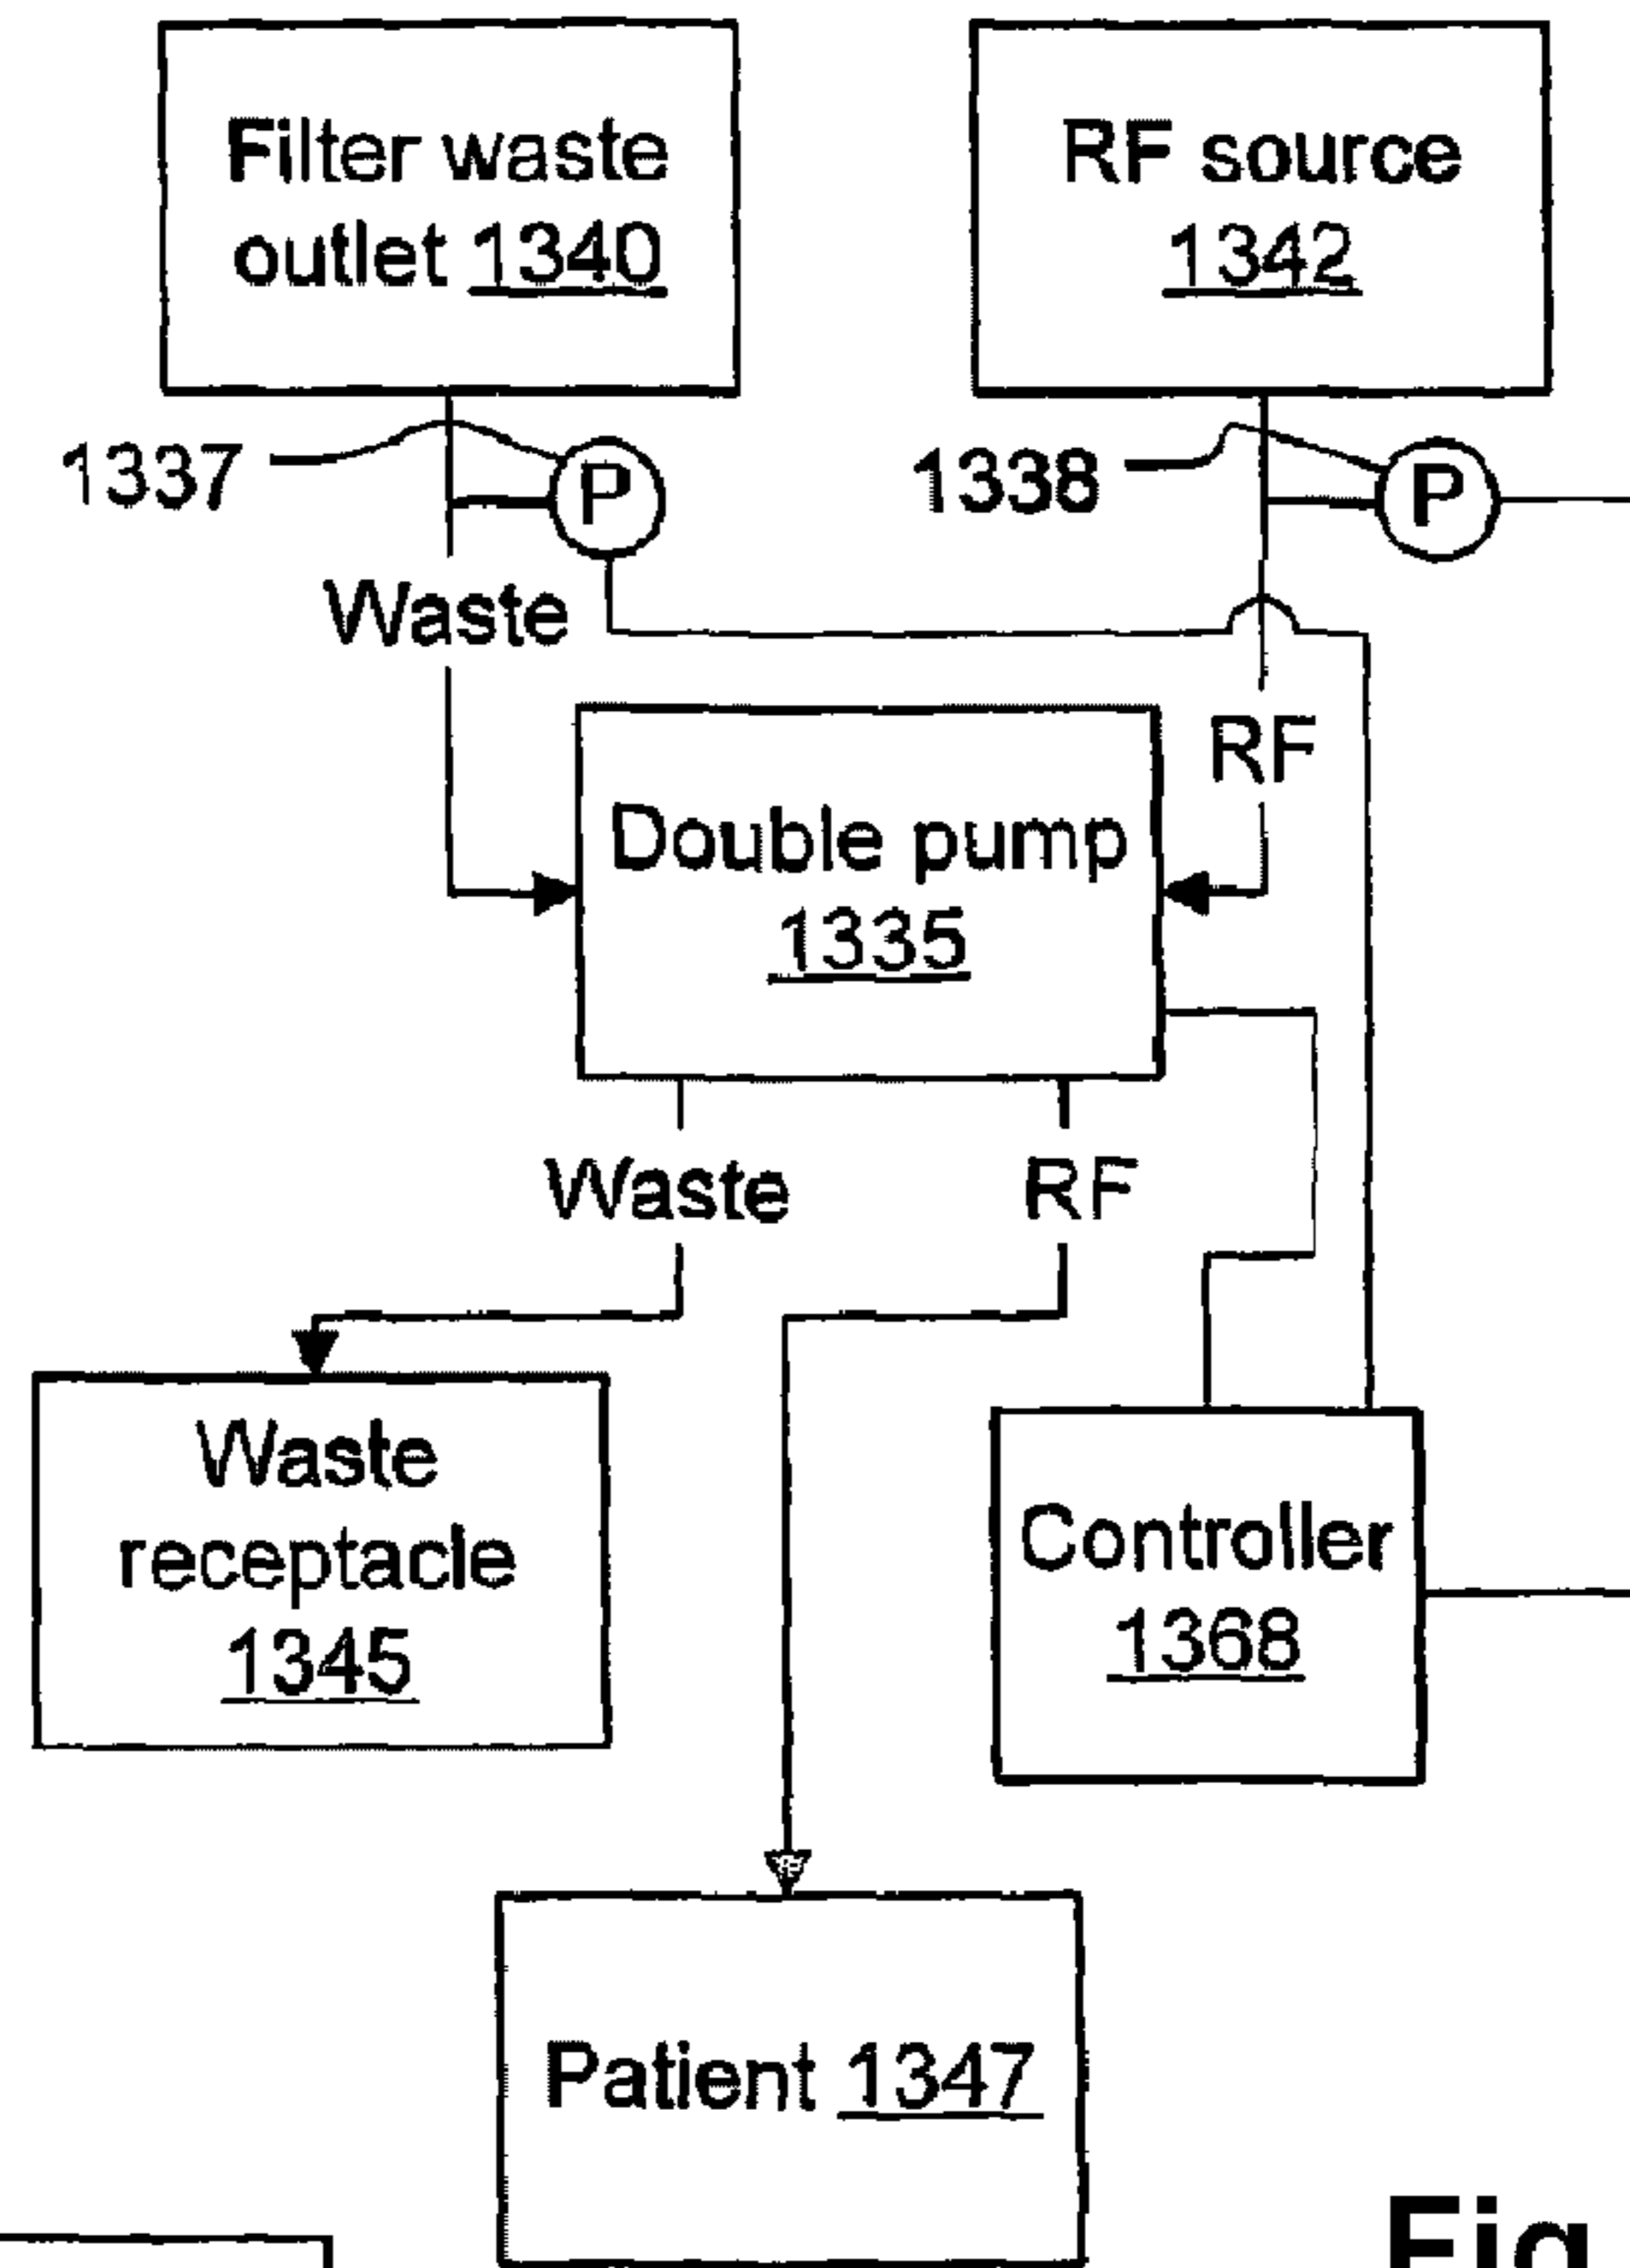 Filter waste
outlet 1340
RF source
1342
1337
P
1338
P
Waste
RF
Double pump
1335
Waste
RF
Waste
receptacle
1345
Controller
1368
Patient 1347
Fig